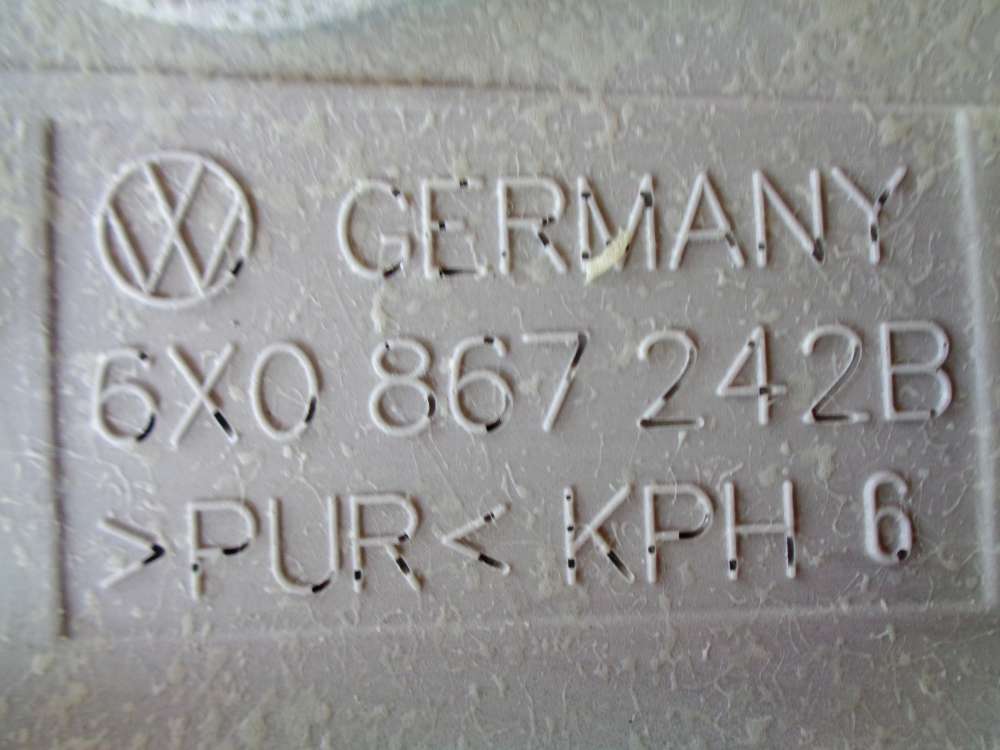 GERMANY
6X0 867 242B
>PUR< KPH 6